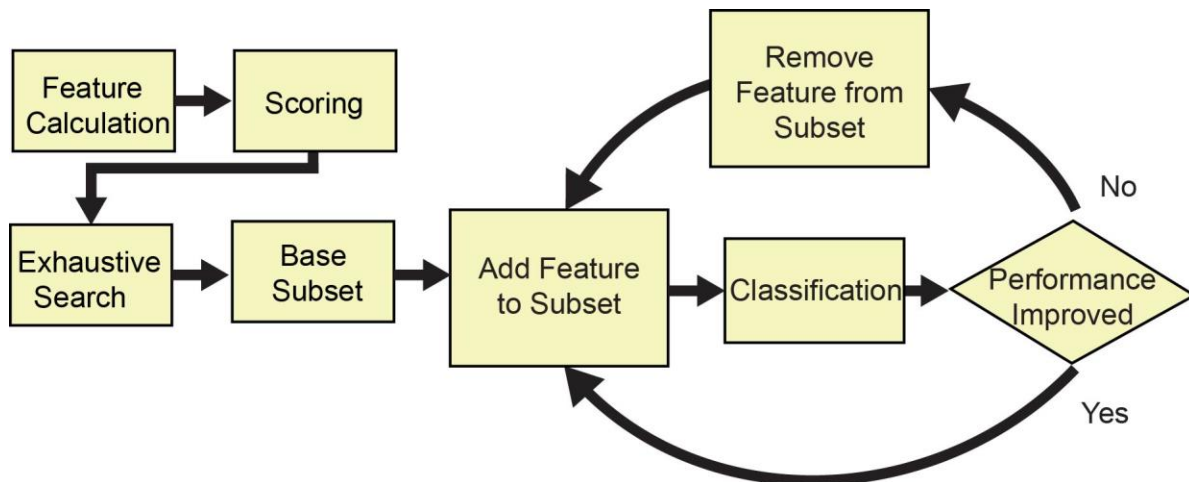 Feature
Calculation
Scoring
Exhaustive
Search
Base
Subset
Add Feature
to Subset
Classification
Performance
Improved
No
Remove
Feature from
Subset
Yes